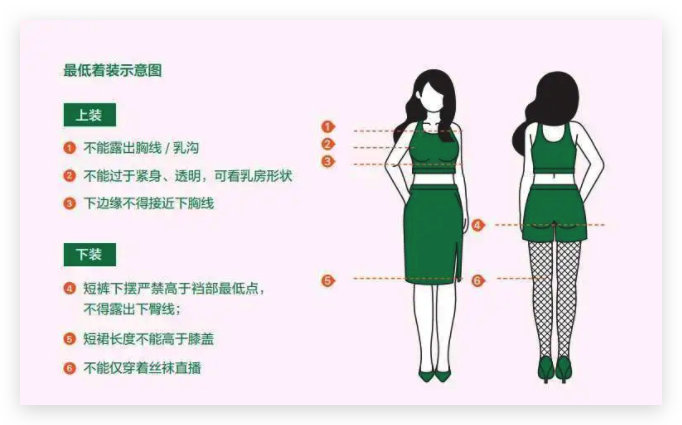 最低着装示意图
上装
1 不能露出胸线 / 乳沟
2 不能过于紧身、透明，可看乳房形状
3 下边缘不得接近下胸线
下装
4 短裤下摆严禁高于裆部最低点，
不得露出下臀线；
5 短裙长度不能高于膝盖
6 不能仅穿着丝袜直播
1
2
3
4
5
6